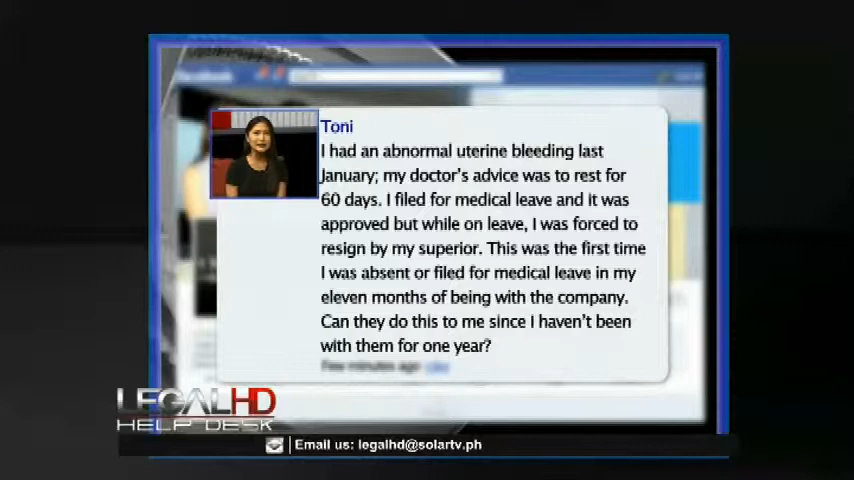 Toni
I had an abnormal uterine bleeding last
January; my doctor's advice was to rest for
60 days. I filed for medical leave and it was
approved but while on leave, I was forced to
resign by my superior. This was the first time
I was absent or filed for medical leave in my
eleven months of being with the company.
Can they do this to me since I haven't been
with them for one year?
Few minutes ago
LEGALHD
HELP DESK
Email us: legalhd@solartv.ph